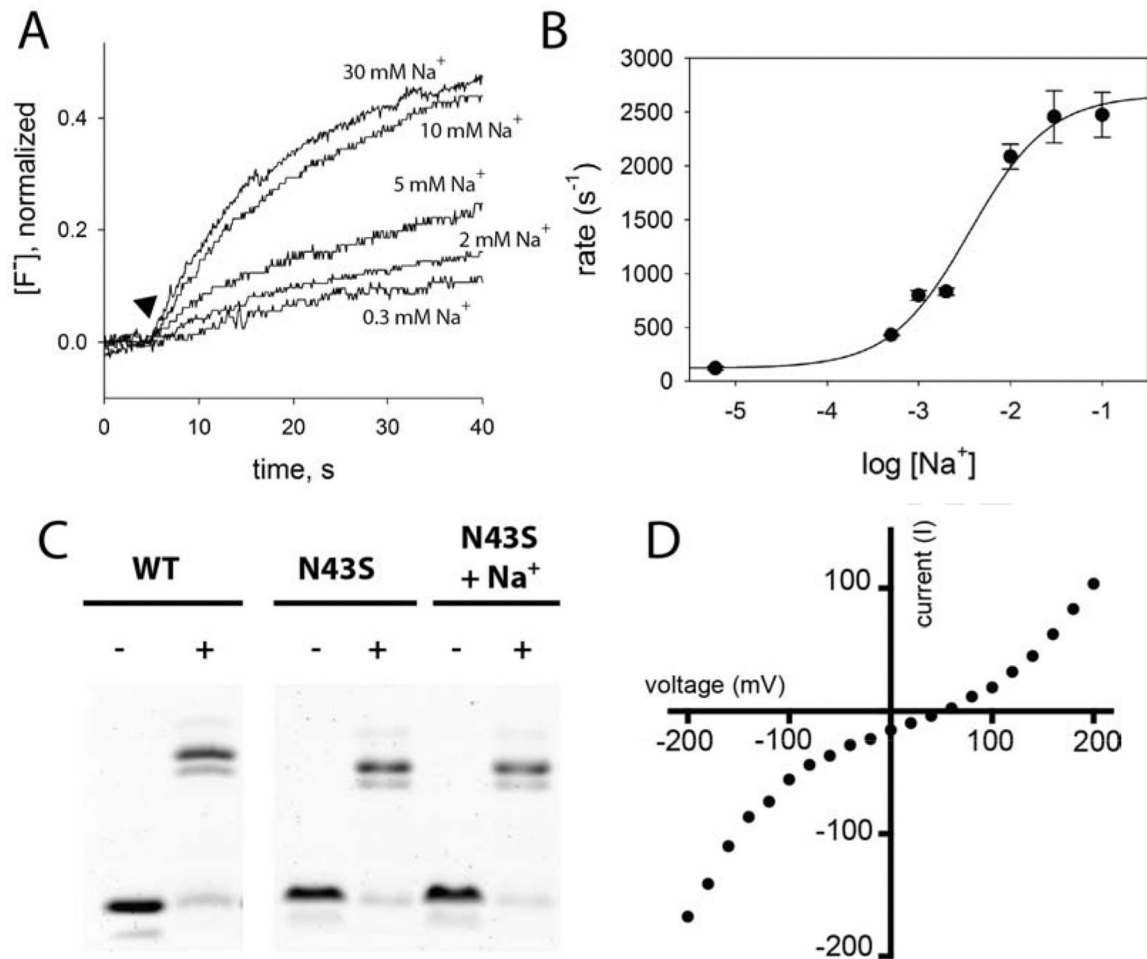 A
[F⁻], normalized
0.4
0.2
0.0
30 mM Na⁺
10 mM Na⁺
5 mM Na⁺
2 mM Na⁺
0.3 mM Na⁺
0 10 20 30 40
time, s
B
rate (s⁻¹)
3000
2500
2000
1500
1000
500
0
-5 -4 -3 -2 -1
log [Na⁺]
C
WT N43S N43S
+ Na⁺
- + - + - +
D
current (I)
100
voltage (mV)
-200 -100 100 200
-100
-200